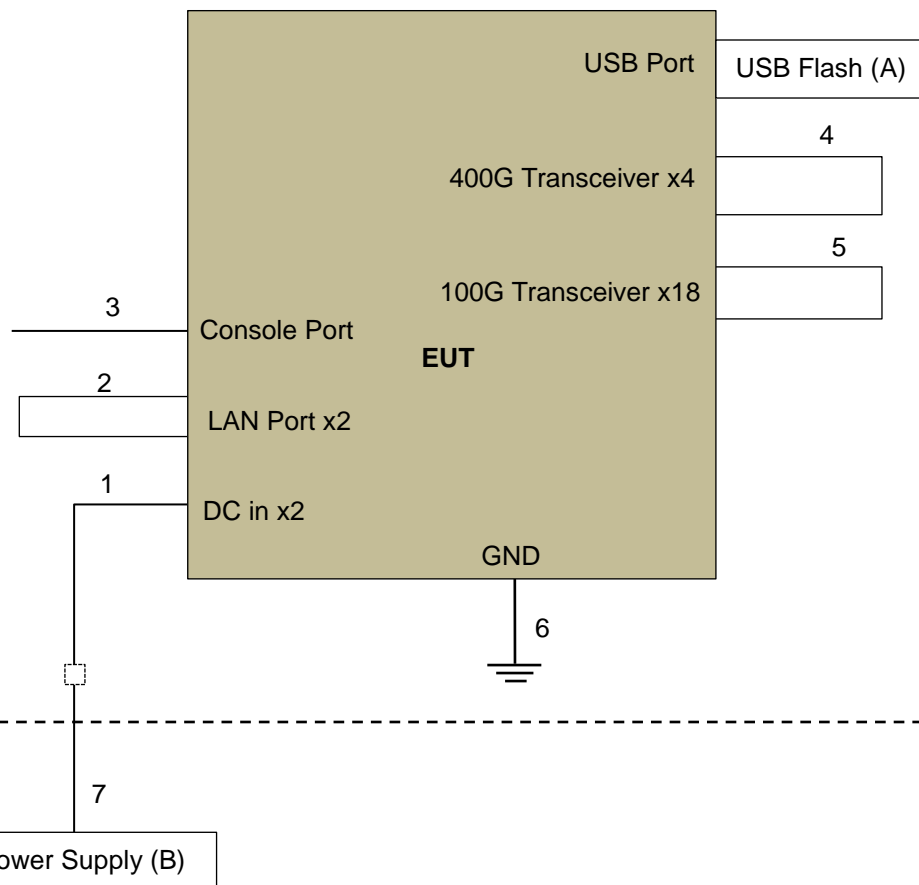 USB Port
USB Flash (A)
4
400G Transceiver x4
5
100G Transceiver x18
3
Console Port
EUT
2
LAN Port x2
1
DC in x2
GND
6
7
ower Supply (B)